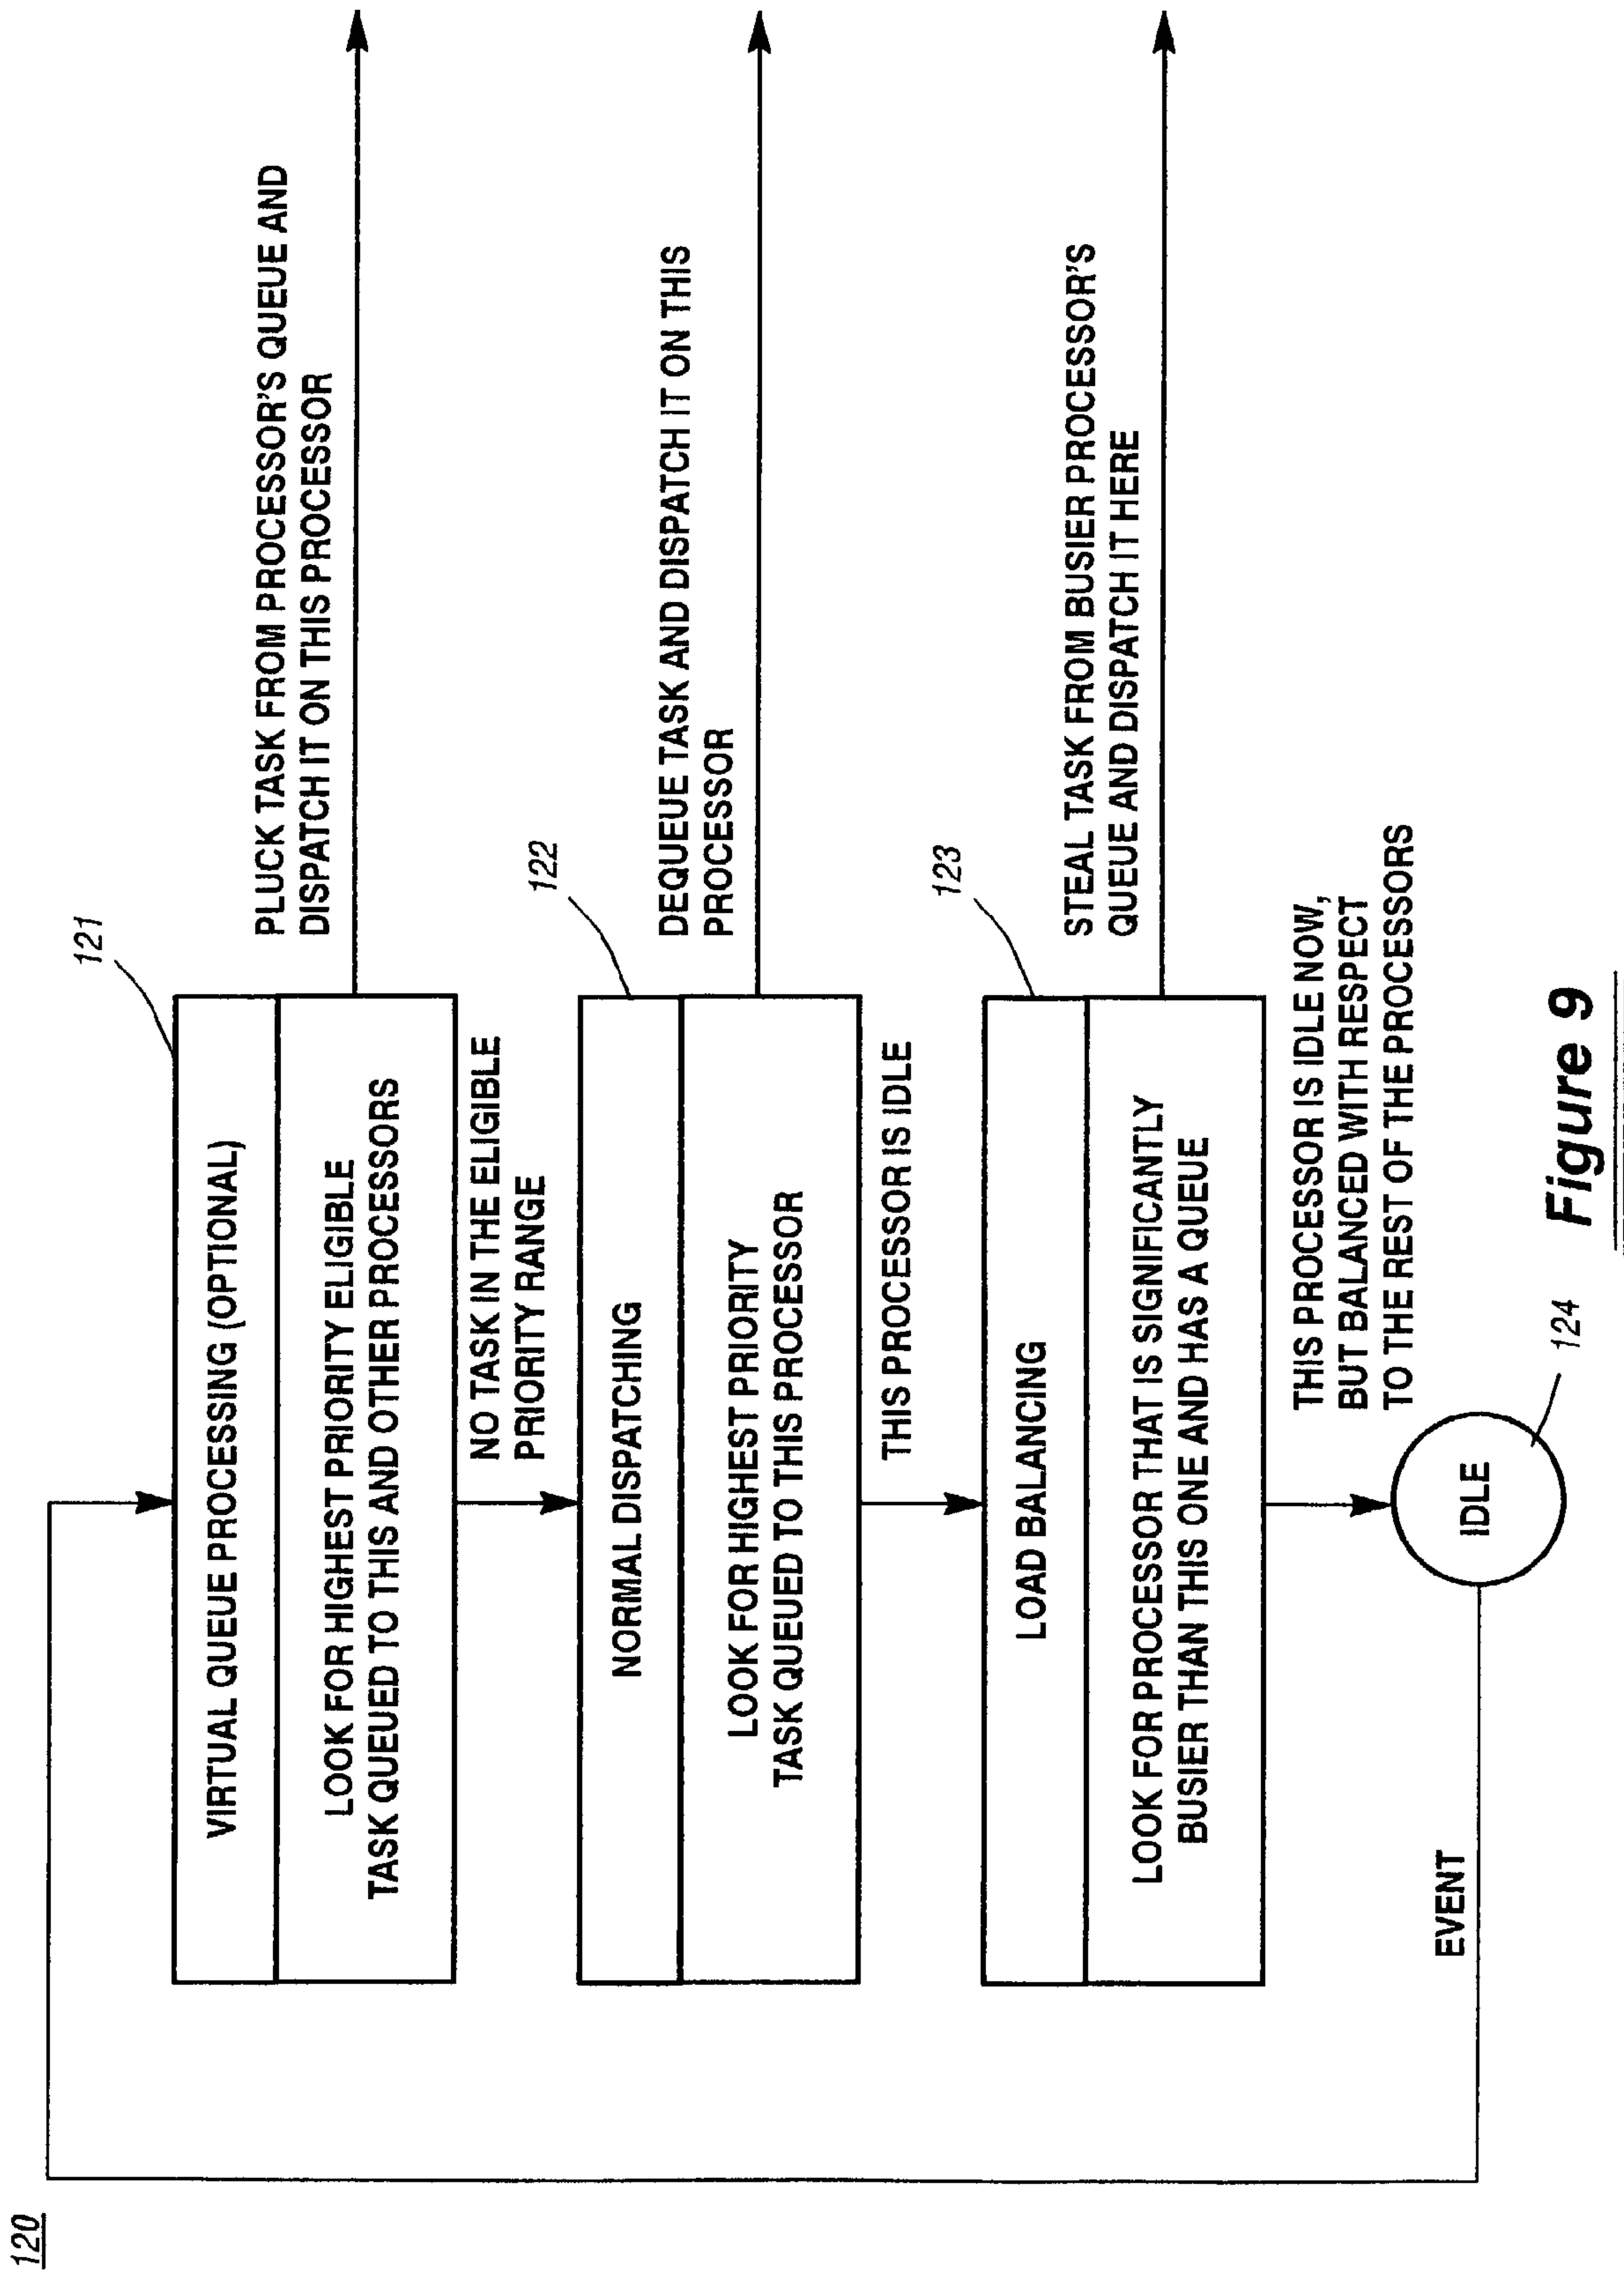 120
121
VIRTUAL QUEUE PROCESSING (OPTIONAL)
LOOK FOR HIGHEST PRIORITY ELIGIBLE
TASK QUEUED TO THIS AND OTHER PROCESSORS
PLUCK TASK FROM PROCESSOR'S QUEUE AND
DISPATCH IT ON THIS PROCESSOR
NO TASK IN THE ELIGIBLE
PRIORITY RANGE
122
NORMAL DISPATCHING
LOOK FOR HIGHEST PRIORITY
TASK QUEUED TO THIS PROCESSOR
DEQUEUE TASK AND DISPATCH IT ON THIS
PROCESSOR
THIS PROCESSOR IS IDLE
123
LOAD BALANCING
LOOK FOR PROCESSOR THAT IS SIGNIFICANTLY
BUSIER THAN THIS ONE AND HAS A QUEUE
STEAL TASK FROM BUSIER PROCESSOR'S
QUEUE AND DISPATCH IT HERE
THIS PROCESSOR IS IDLE NOW,
BUT BALANCED WITH RESPECT
TO THE REST OF THE PROCESSORS
EVENT
IDLE
124
Figure 9